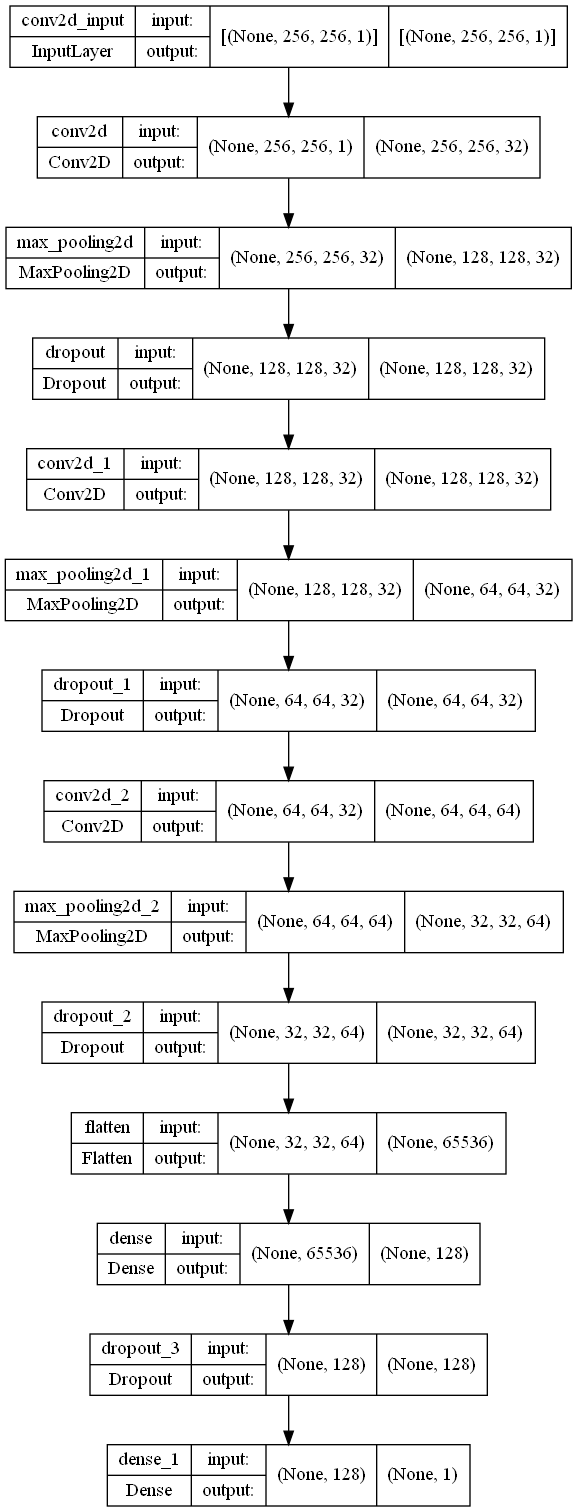 conv2d_input input: [(None, 256, 256, 1)] [(None, 256, 256, 1)]
InputLayer output:
conv2d input: (None, 256, 256, 1) (None, 256, 256, 32)
Conv2D output:
max_pooling2d input: (None, 256, 256, 32) (None, 128, 128, 32)
MaxPooling2D output:
dropout input: (None, 128, 128, 32) (None, 128, 128, 32)
Dropout output:
conv2d_1 input: (None, 128, 128, 32) (None, 128, 128, 32)
Conv2D output:
max_pooling2d_1 input: (None, 128, 128, 32) (None, 64, 64, 32)
MaxPooling2D output:
dropout_1 input: (None, 64, 64, 32) (None, 64, 64, 32)
Dropout output:
conv2d_2 input: (None, 64, 64, 32) (None, 64, 64, 64)
Conv2D output:
max_pooling2d_2 input: (None, 64, 64, 64) (None, 32, 32, 64)
MaxPooling2D output:
dropout_2 input: (None, 32, 32, 64) (None, 32, 32, 64)
Dropout output:
flatten input: (None, 32, 32, 64) (None, 65536)
Flatten output:
dense input: (None, 65536) (None, 128)
Dense output:
dropout_3 input: (None, 128) (None, 128)
Dropout output:
dense_1 input: (None, 128) (None, 1)
Dense output: